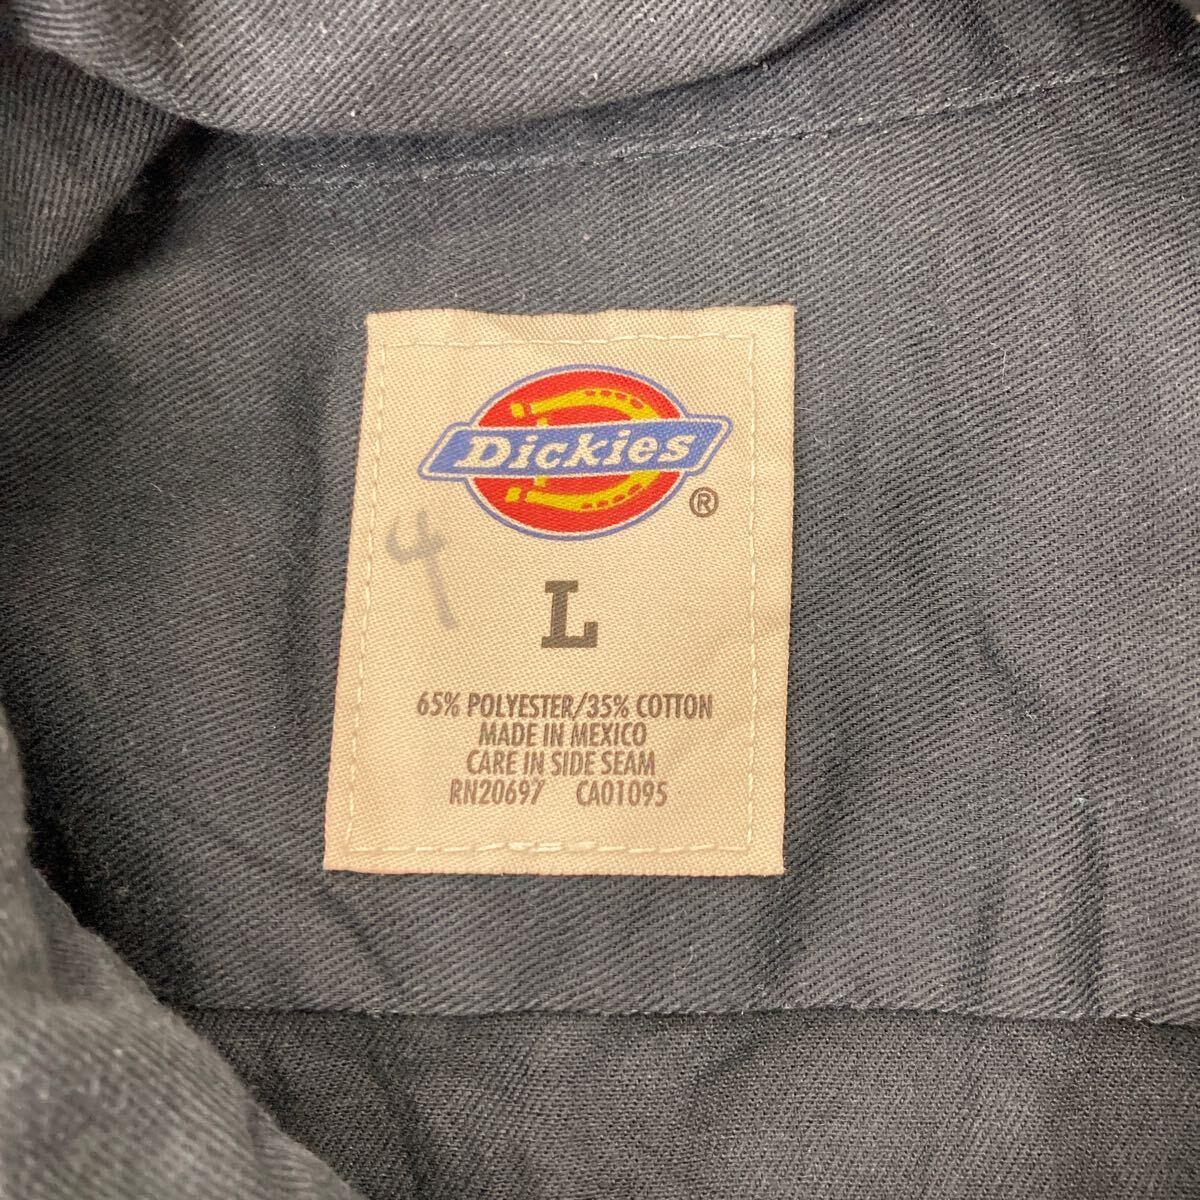 Dickies
®
4
L
65% POLYESTER/35% COTTON
MADE IN MEXICO
CARE IN SIDE SEAM
RN20697 CA01095